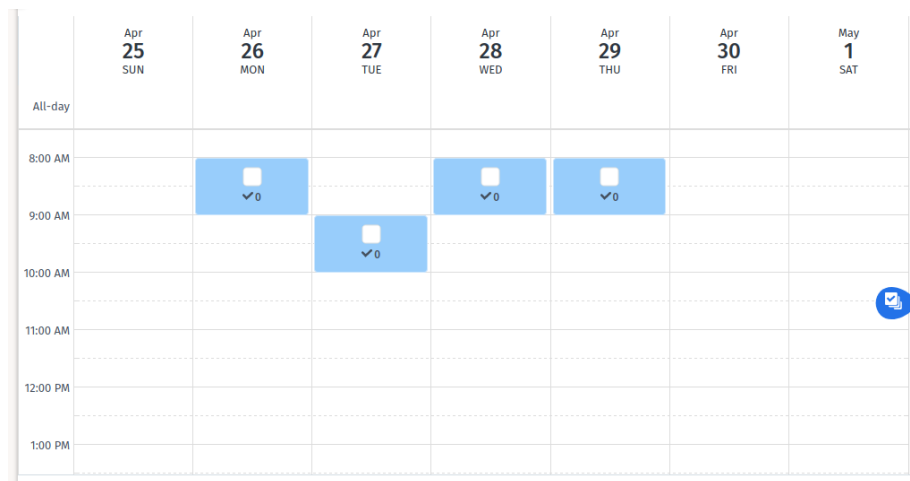 Apr Apr Apr Apr Apr Apr May
25 26 27 28 29 30 1
SUN MON TUE WED THU FRI SAT
All-day
8:00 AM
0 0 0
9:00 AM
0
10:00 AM
11:00 AM
12:00 PM
1:00 PM